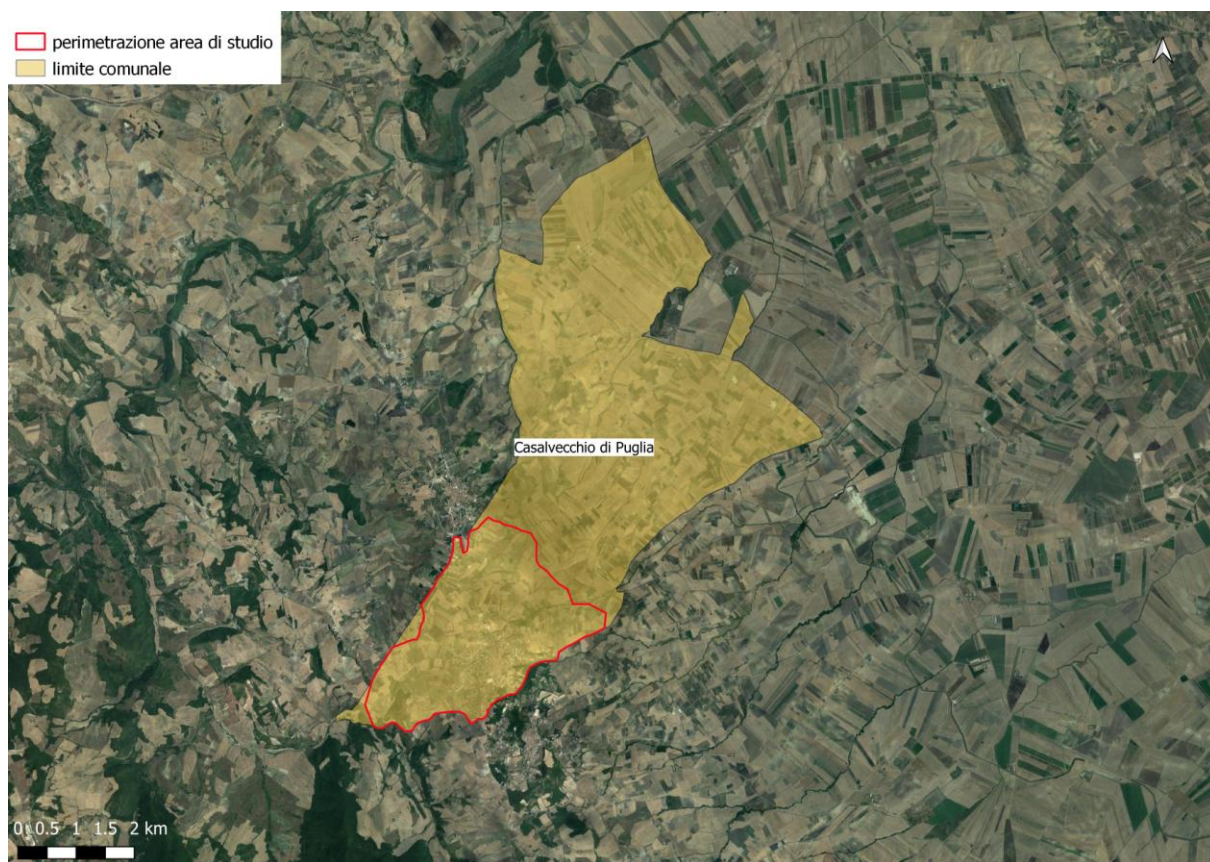 perimetrazione area di studio
limite comunale
Casalvecchio di Puglia
0 0.5 1 1.5 2 km